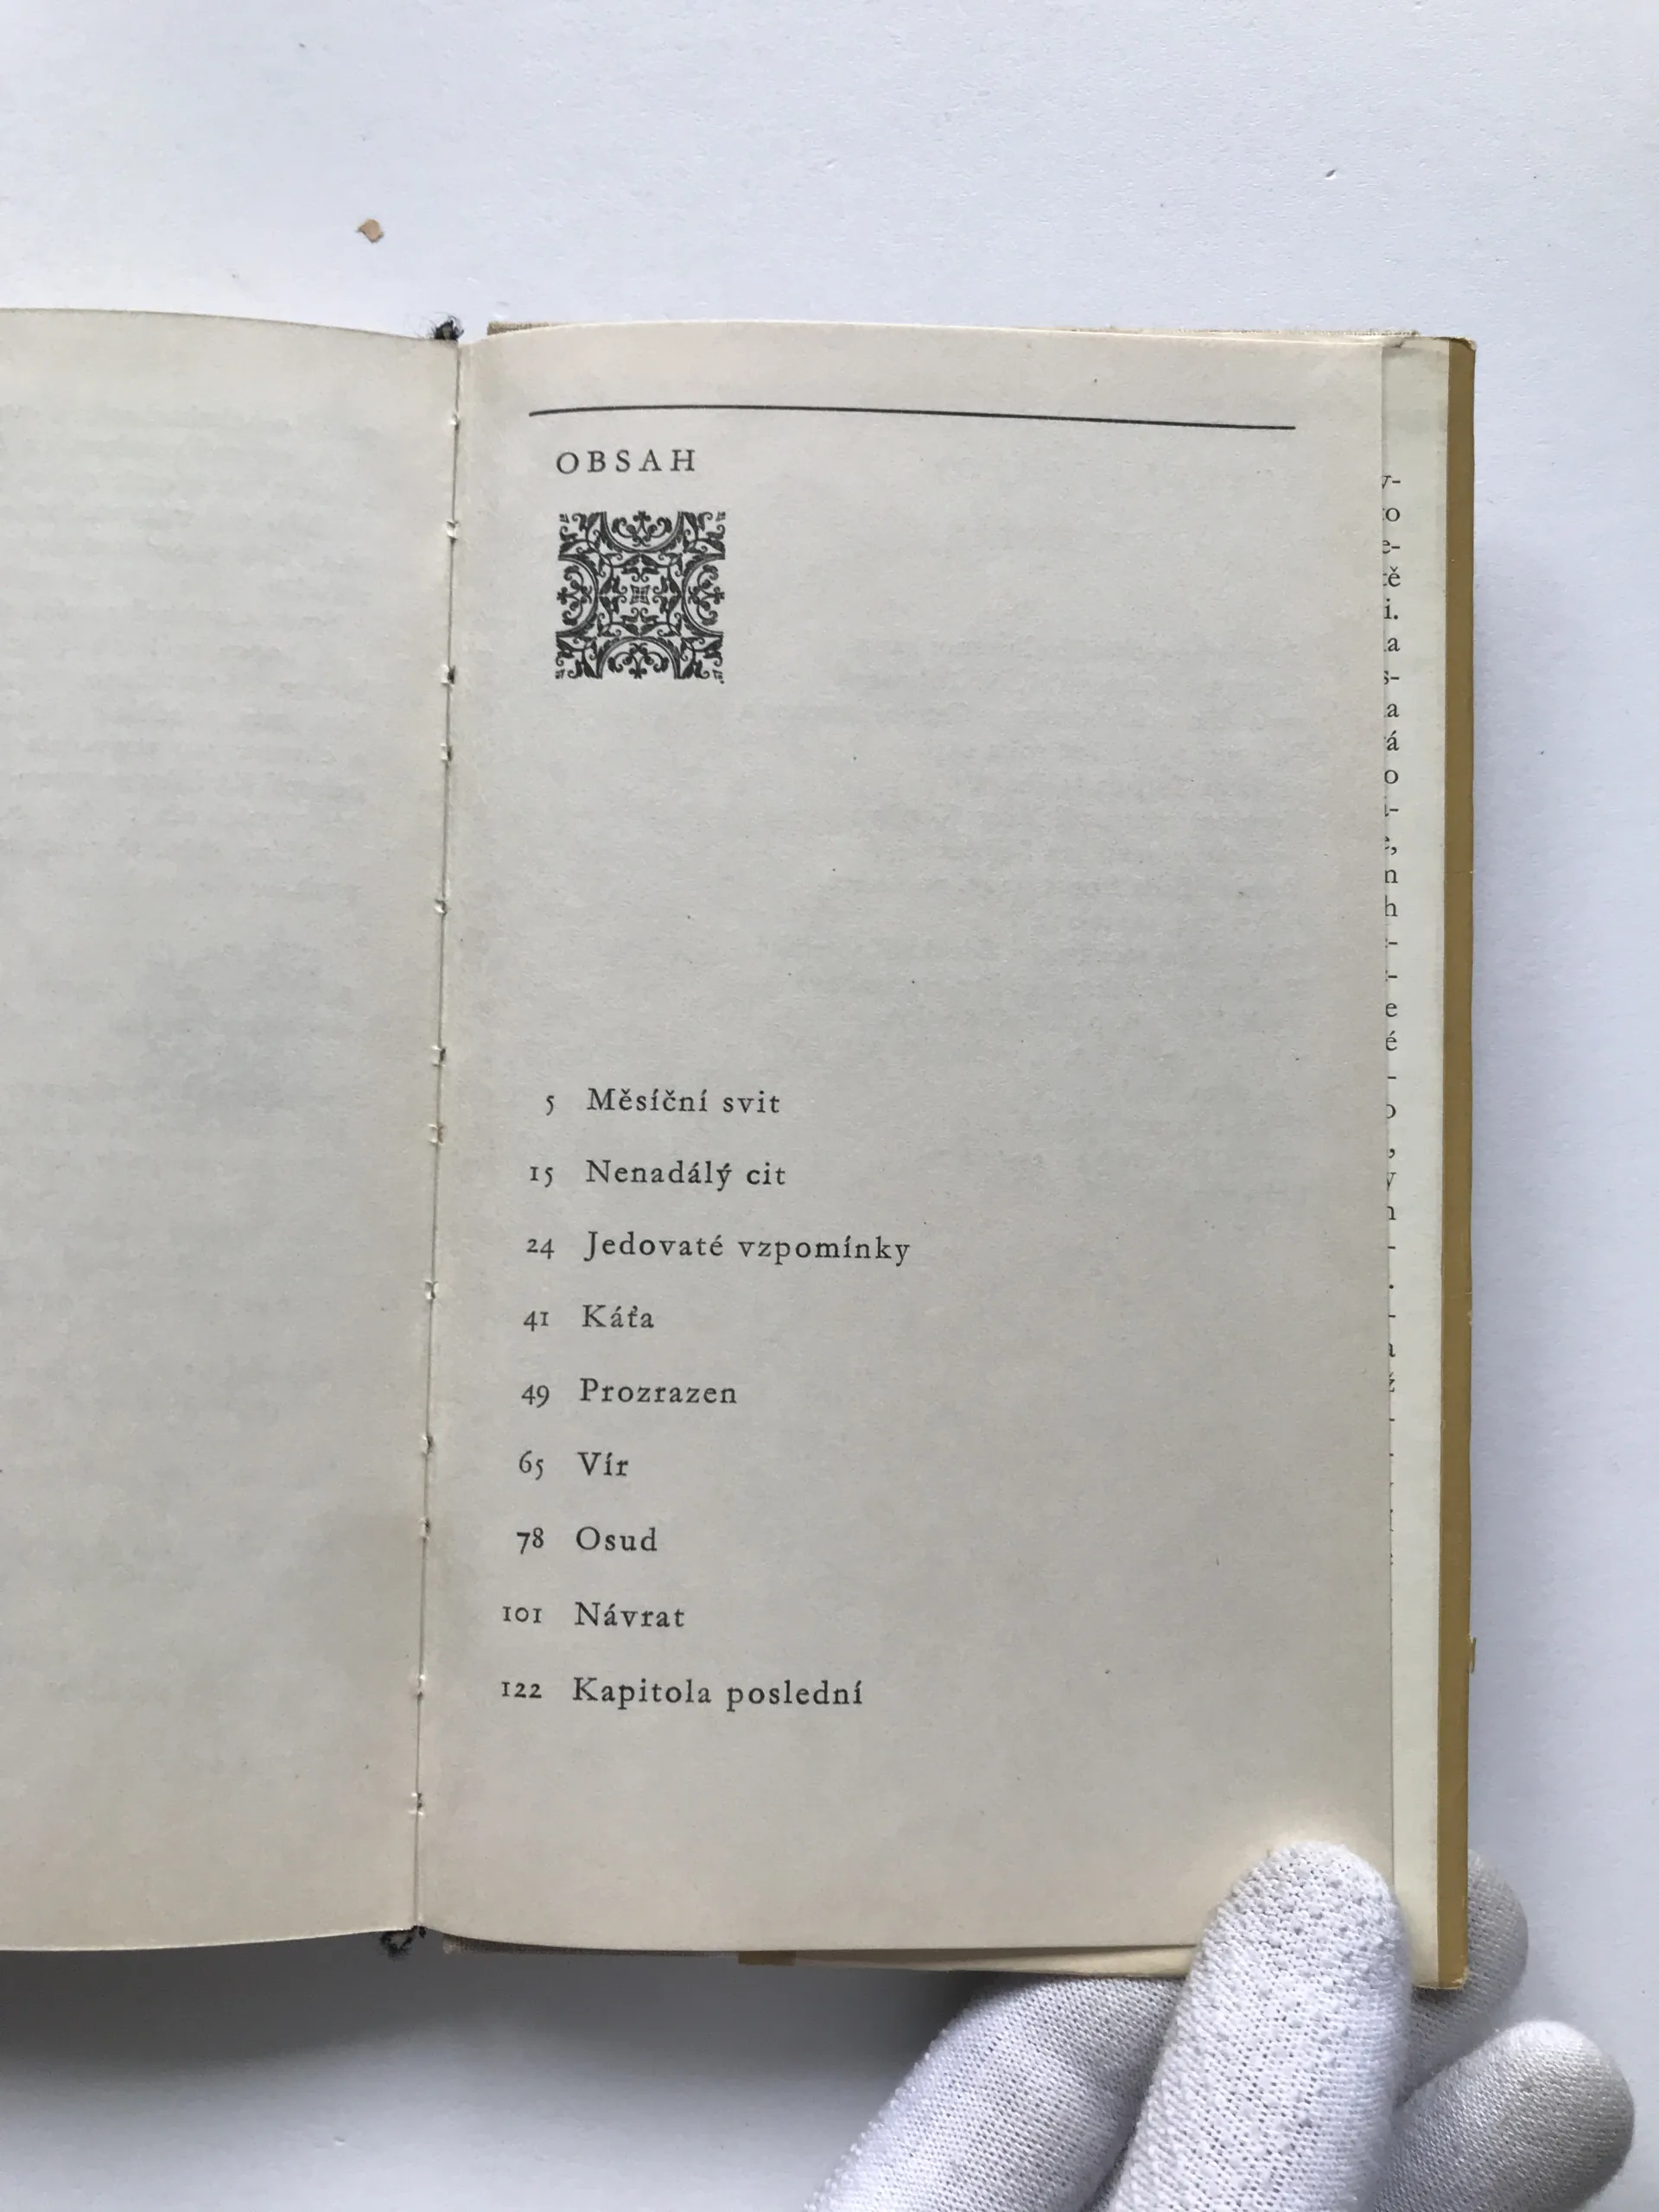 OBSAH
5 Měsíční svit
15 Nenadálý cit
24 Jedovaté vzpomínky
41 Káťa
49 Prozrazen
65 Vír
78 Osud
101 Návrat
122 Kapitola poslední